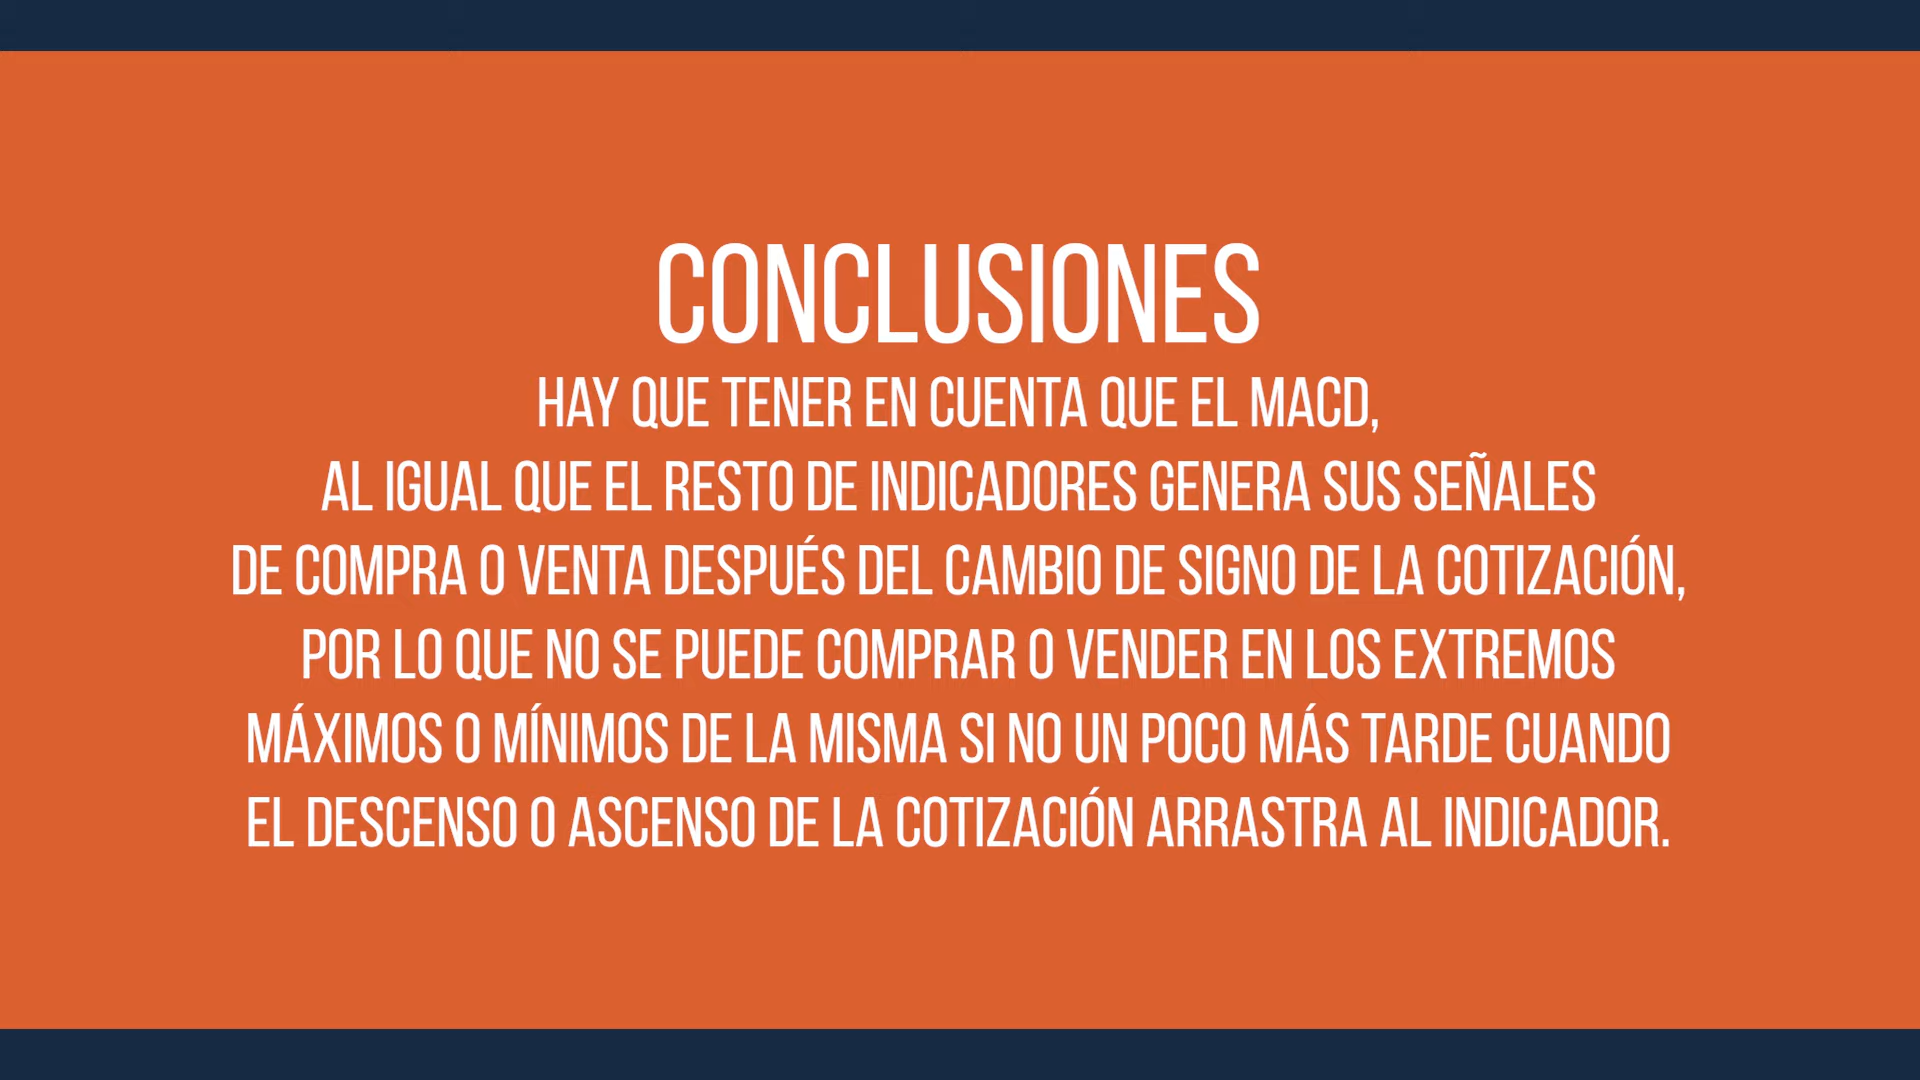 CONCLUSIONES
HAY QUE TENER EN CUENTA QUE EL MACD,
AL IGUAL QUE EL RESTO DE INDICADORES GENERA SUS SEÑALES
DE COMPRA O VENTA DESPUÉS DEL CAMBIO DE SIGNO DE LA COTIZACIÓN,
POR LO QUE NO SE PUEDE COMPRAR O VENDER EN LOS EXTREMOS
MÁXIMOS O MÍNIMOS DE LA MISMA SI NO UN POCO MÁS TARDE CUANDO
EL DESCENSO O ASCENSO DE LA COTIZACIÓN ARRASTRA AL INDICADOR.